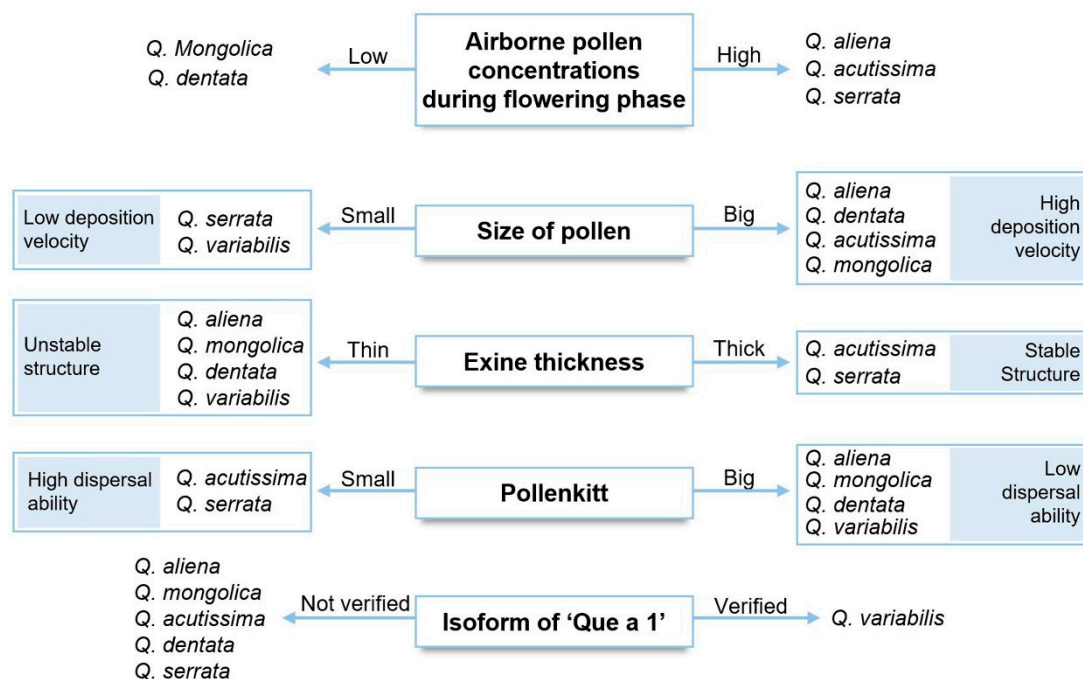 Q. Mongolica
Q. dentata
Low
Airborne pollen
concentrations
during flowering phase
High
Q. aliena
Q. acutissima
Q. serrata
Low deposition
velocity
Q. serrata
Q. variabilis
Small
Size of pollen
Big
Q. aliena
Q. dentata
Q. acutissima
Q. mongolica
High
deposition
velocity
Unstable
structure
Q. aliena
Q. mongolica
Q. dentata
Q. variabilis
Thin
Exine thickness
Thick
Q. acutissima
Q. serrata
Stable
Structure
High dispersal
ability
Q. acutissima
Q. serrata
Small
Pollenkitt
Big
Q. aliena
Q. mongolica
Q. dentata
Q. variabilis
Low
dispersal
ability
Q. aliena
Q. mongolica
Q. acutissima
Q. dentata
Q. serrata
Not verified
Isoform of ‘Que a 1’
Verified
Q. variabilis